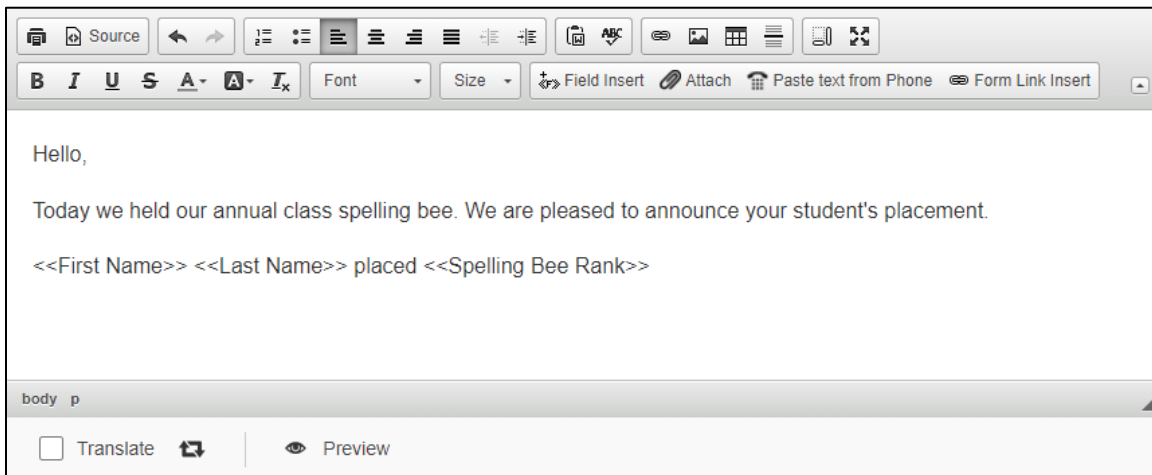 Source
B I U S A A Ix Font Size Field Insert Attach Paste text from Phone Form Link Insert
Hello,
Today we held our annual class spelling bee. We are pleased to announce your student's placement.
<<First Name>> <<Last Name>> placed <<Spelling Bee Rank>>
body p
Translate Preview